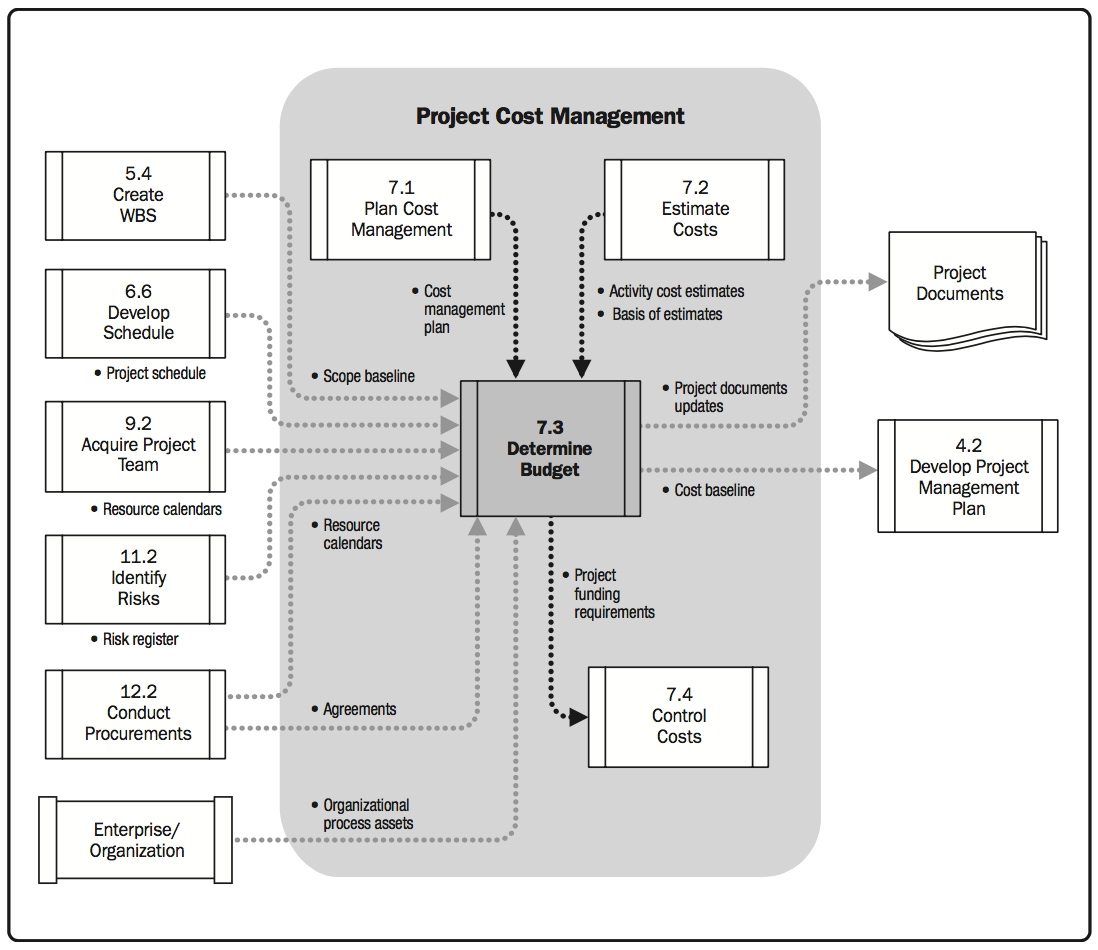 Project Cost Management
5.4
Create
WBS
7.1
Plan Cost
Management
7.2
Estimate
Costs
6.6
Develop
Schedule
• Project schedule
• Cost
management
plan
• Activity cost estimates
• Basis of estimates
Project
Documents
• Scope baseline
9.2
Acquire Project
Team
• Resource calendars
7.3
Determine
Budget
• Project documents
updates
• Cost baseline
4.2
Develop Project
Management
Plan
11.2
Identify
Risks
• Risk register
• Resource
calendars
• Project
funding
requirements
12.2
Conduct
Procurements
• Agreements
7.4
Control
Costs
Enterprise/
Organization
• Organizational
process assets